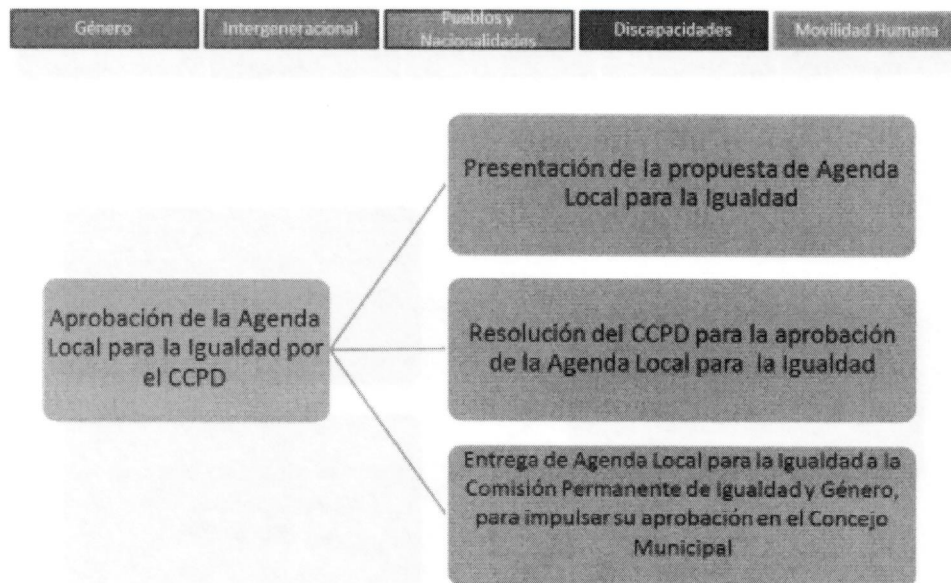 Género
Intergeneracional
Pueblos y
Nacionalidades
Discapacidades
Movilidad Humana
Presentación de la propuesta de Agenda
Local para la Igualdad
Aprobación de la Agenda
Local para la Igualdad por
el CCPD
Resolución del CCPD para la aprobación
de la Agenda Local para la Igualdad
Entrega de Agenda Local para la Igualdad a la
Comisión Permanente de Igualdad y Género,
para impulsar su aprobación en el Concejo
Municipal